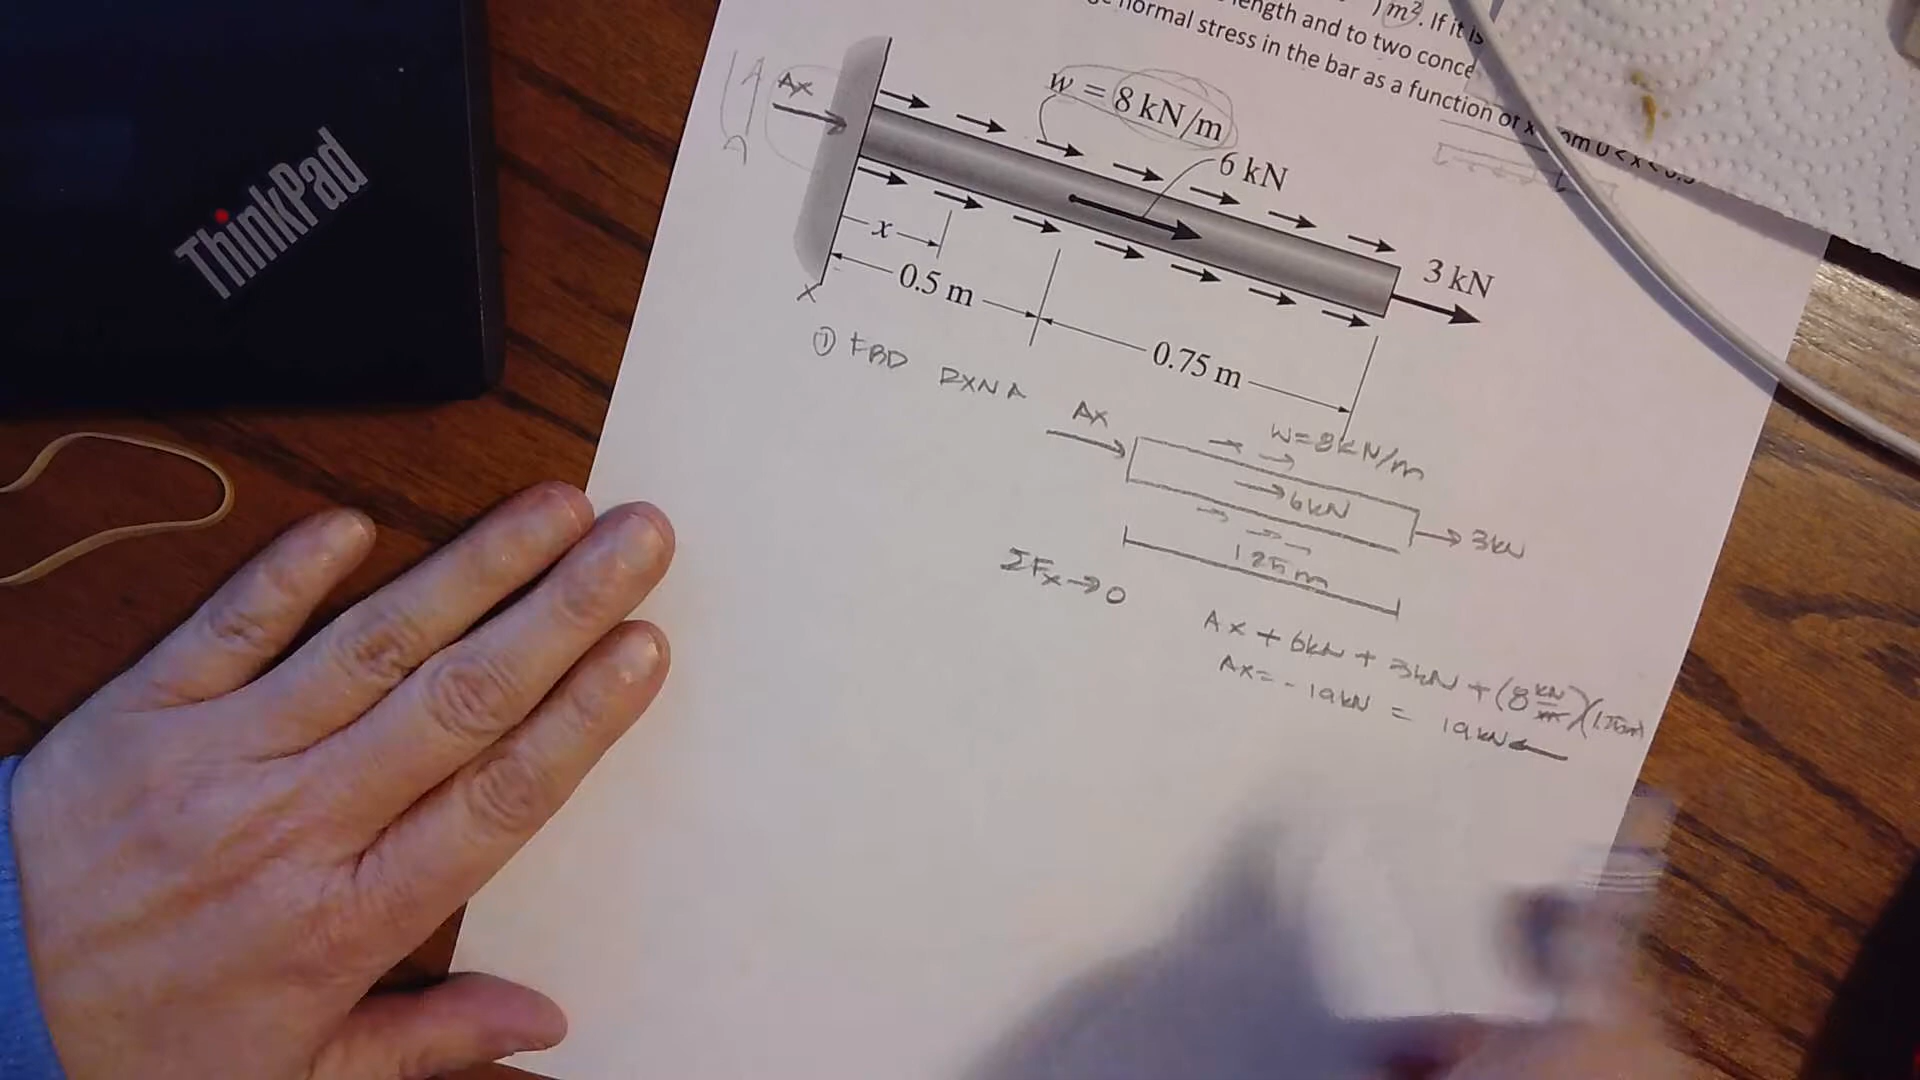 m². If it is
length and to two conce
normal stress in the bar as a function of x
ThinkPad
A
Ax
w = 8 kN/m
6 kN
x
0.5 m
0.75 m
3 kN
x
① FBD RXN A
Ax
W=8kN/m
6kN
3kN
1.25m
ΣFx→0
Ax + 6kN + 3kN + (8 kN/m)(1.25m)
Ax = -19kN = 19kN ←